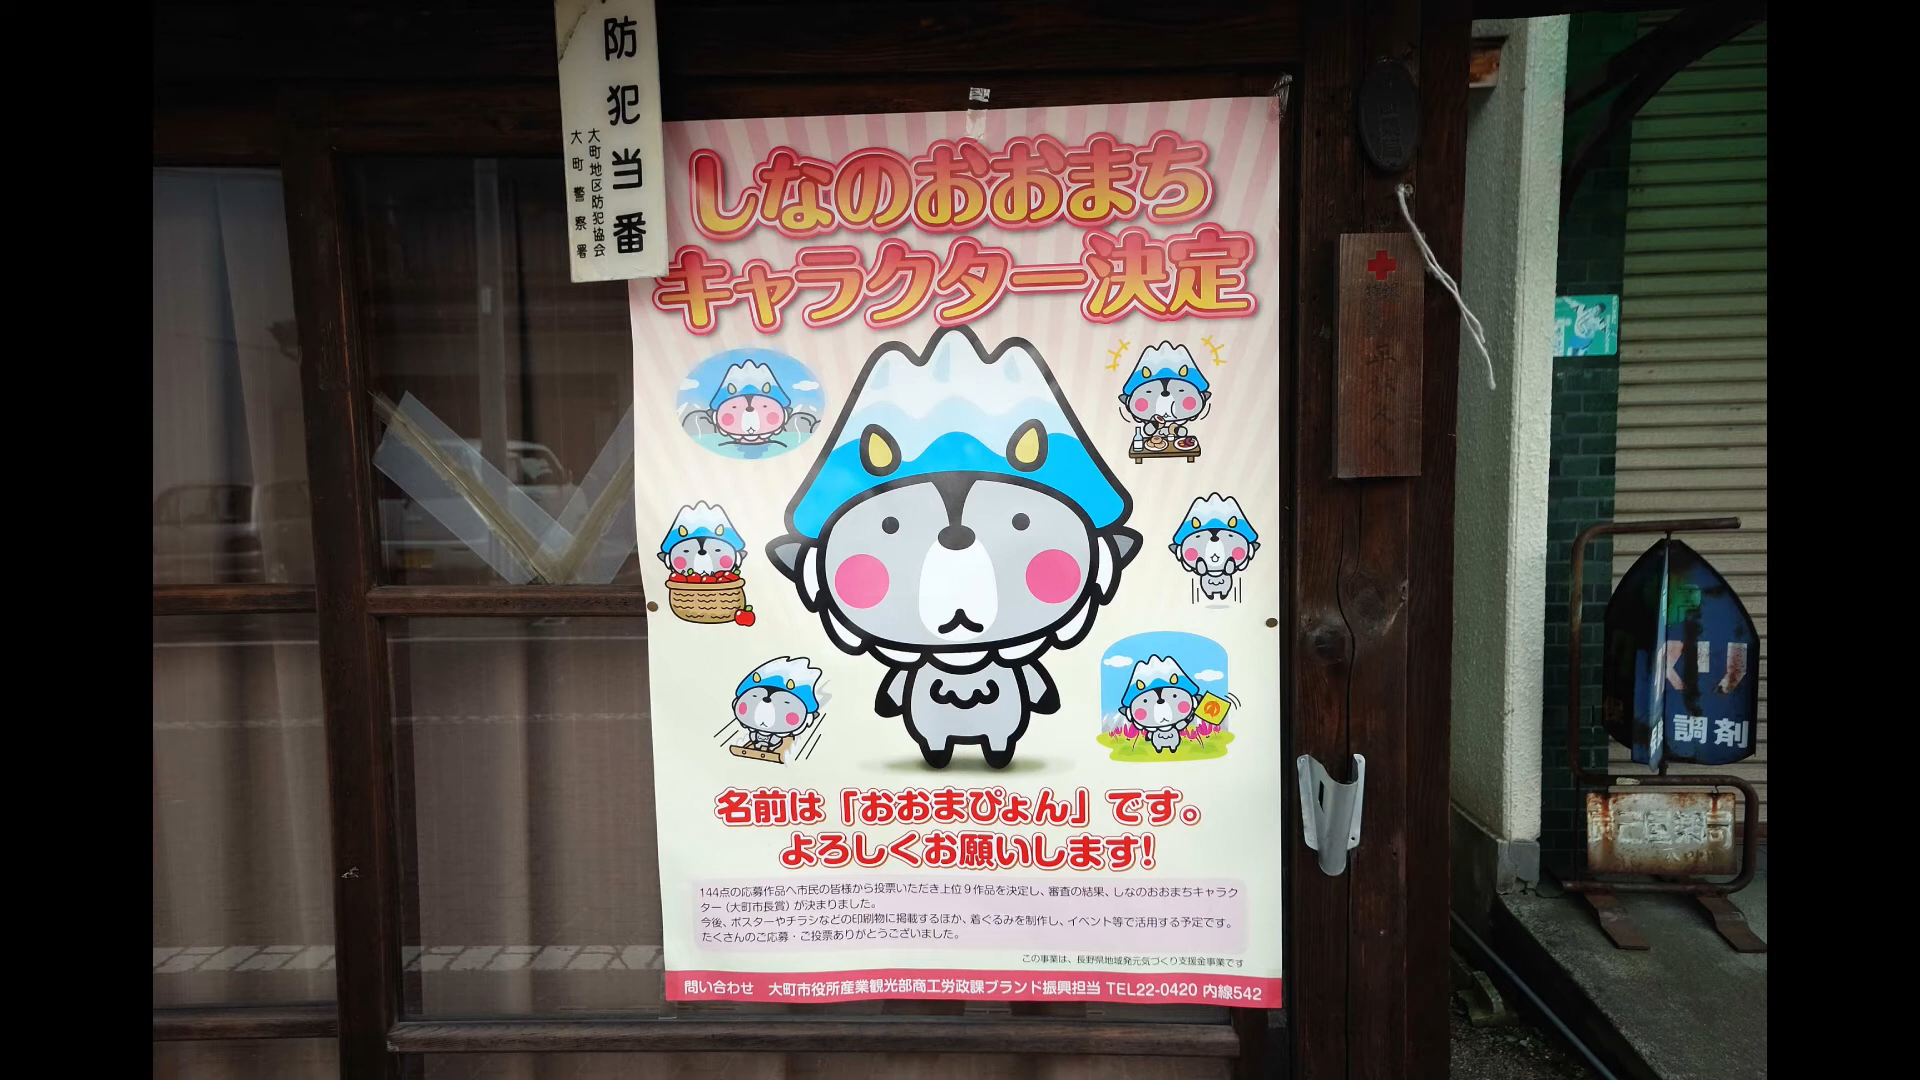 防犯当番
大町地区防犯協会
大町警察署
しなのおおまち
キャラクター決定
の
名前は「おおまぴょん」です。
よろしくお願いします!
144点の応募作品へ市民の皆様から投票いただき上位9作品を決定し、審査の結果、しなのおおまちキャラク
ター(大町市長賞)が決まりました。
今後、ポスターやチラシなどの印刷物に掲載するほか、着ぐるみを制作し、イベント等で活用する予定です。
たくさんのご応募・ご投票ありがとうございました。
この事業は、長野県地域発元気づくり支援金事業です
問い合わせ 大町市役所産業観光部商工労政課ブランド振興担当 TEL22-0420 内線542
くすり
調剤